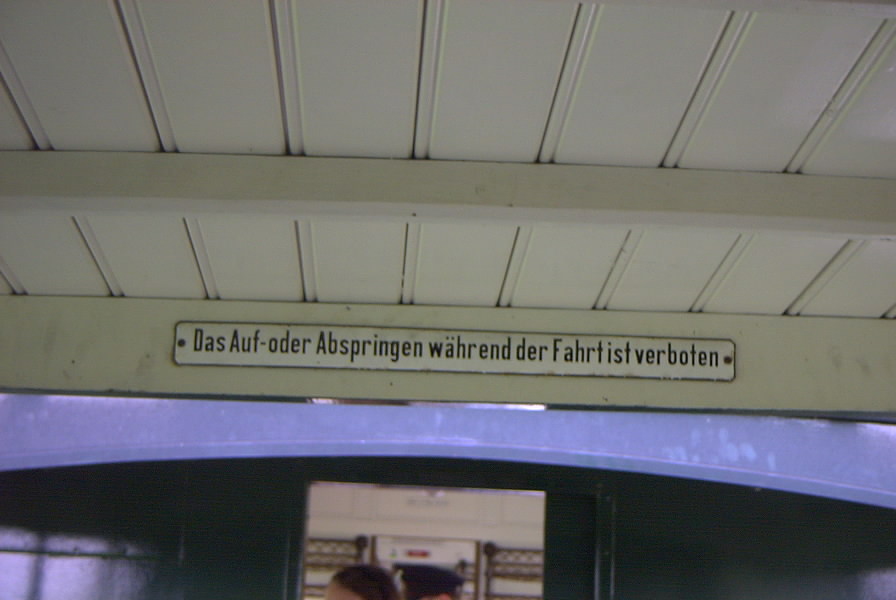 Das Auf-oder Abspringen während der Fahrt ist verboten